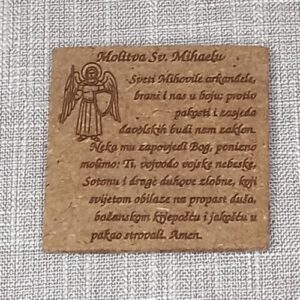 Molitva Sv. Mihaelu
Sveti Mihovile arkanđele,
brani nas u boju; protiv
pakosti i zasjeda
đavolskih budi nam zaklon.
Neka mu zapovjedi Bog, ponizno
molimo: Ti, vojvodo vojske nebeske,
Sotonu i druge duhove zlobne, koji
svijetom obilaze na propast duša,
božanskom krjepošću i jakošću u
pakao strovali. Amen.